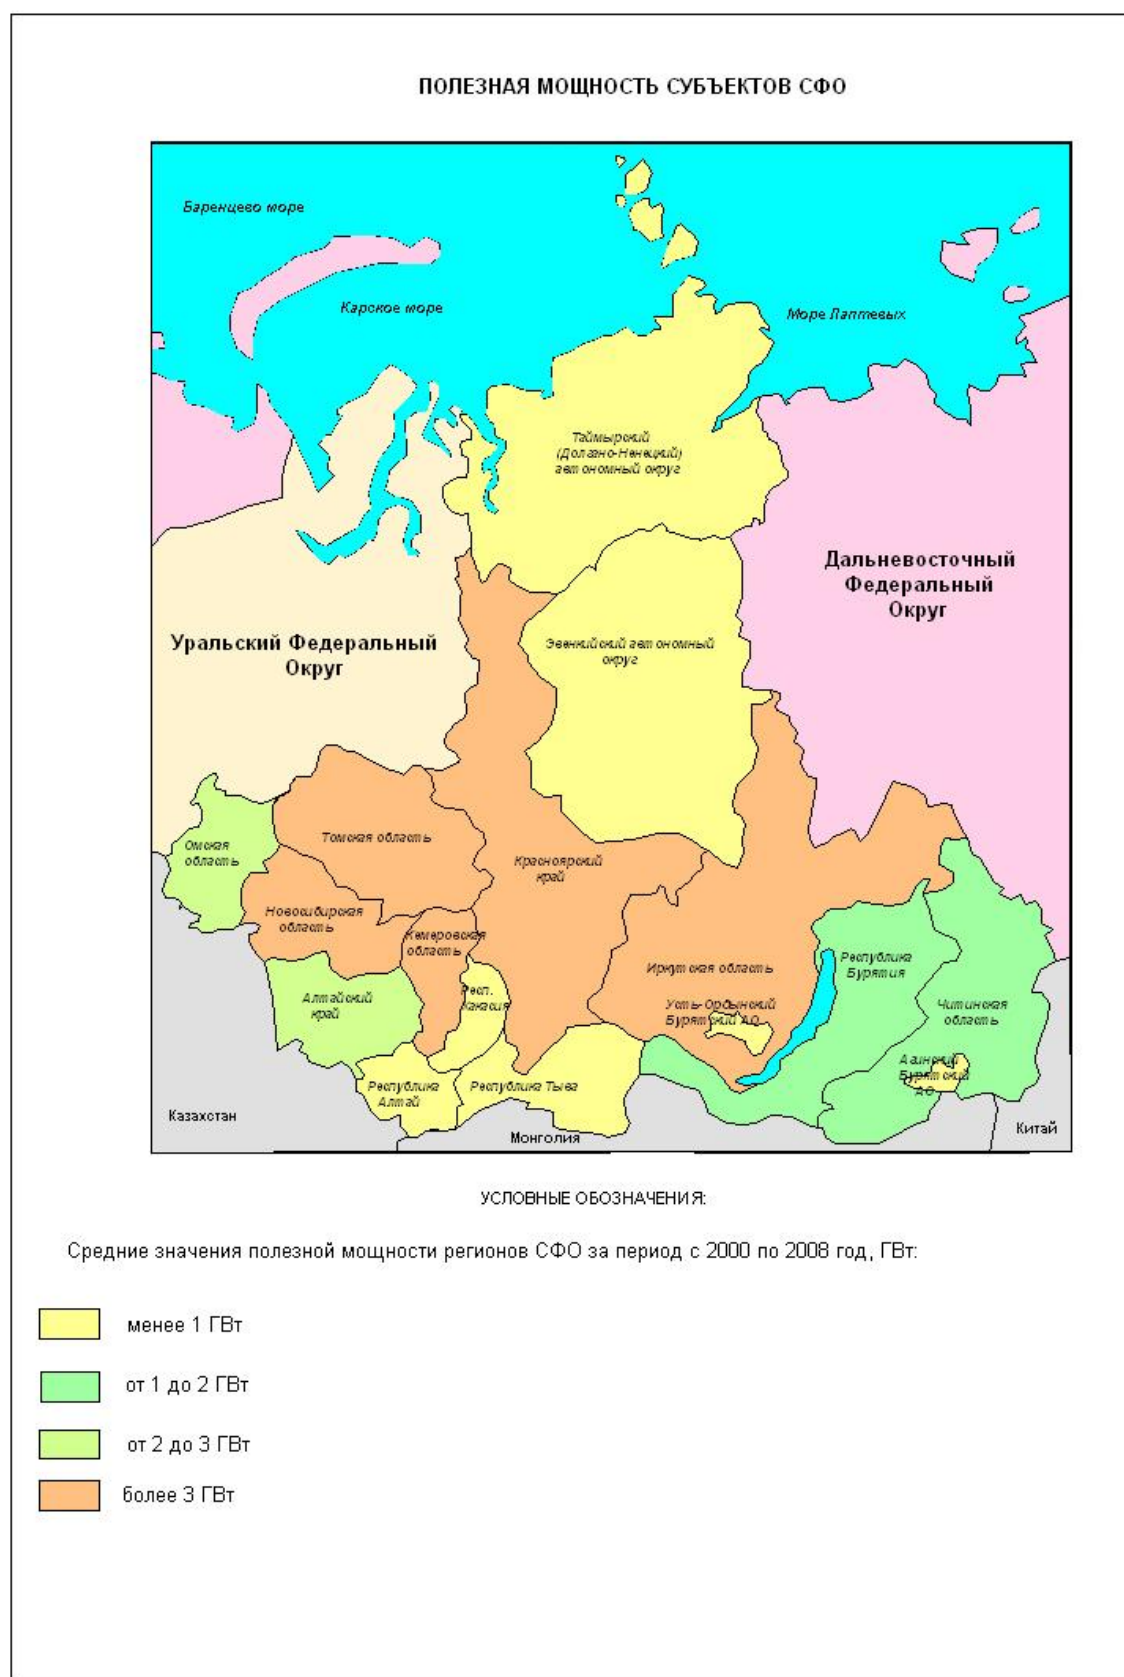 ПОЛЕЗНАЯ МОЩНОСТЬ СУБЪЕКТОВ СФО
Баренцево море
Карское море
Море Лаптевых
Таймырский
(Долгано-Ненецкий)
автономный округ
Дальневосточный
Федеральный
Округ
Уральский Федеральный
Округ
Эвенкийский автономный
округ
Омская
область
Томская область
Красноярский
край
Новосибирская
область
Кемеровская
область
Респ.
Хакасия
Иркутская область
Республика
Бурятия
Алтайский
край
Усть-Ордынский
Бурятский АО
Читинская
область
Агинский
Бурятский
АО
Республика
Алтай
Республика Тыва
Казахстан
Монголия
Китай
УСЛОВНЫЕ ОБОЗНАЧЕНИЯ:
Средние значения полезной мощности регионов СФО за период с 2000 по 2008 год, ГВт:
менее 1 ГВт
от 1 до 2 ГВт
от 2 до 3 ГВт
более 3 ГВт